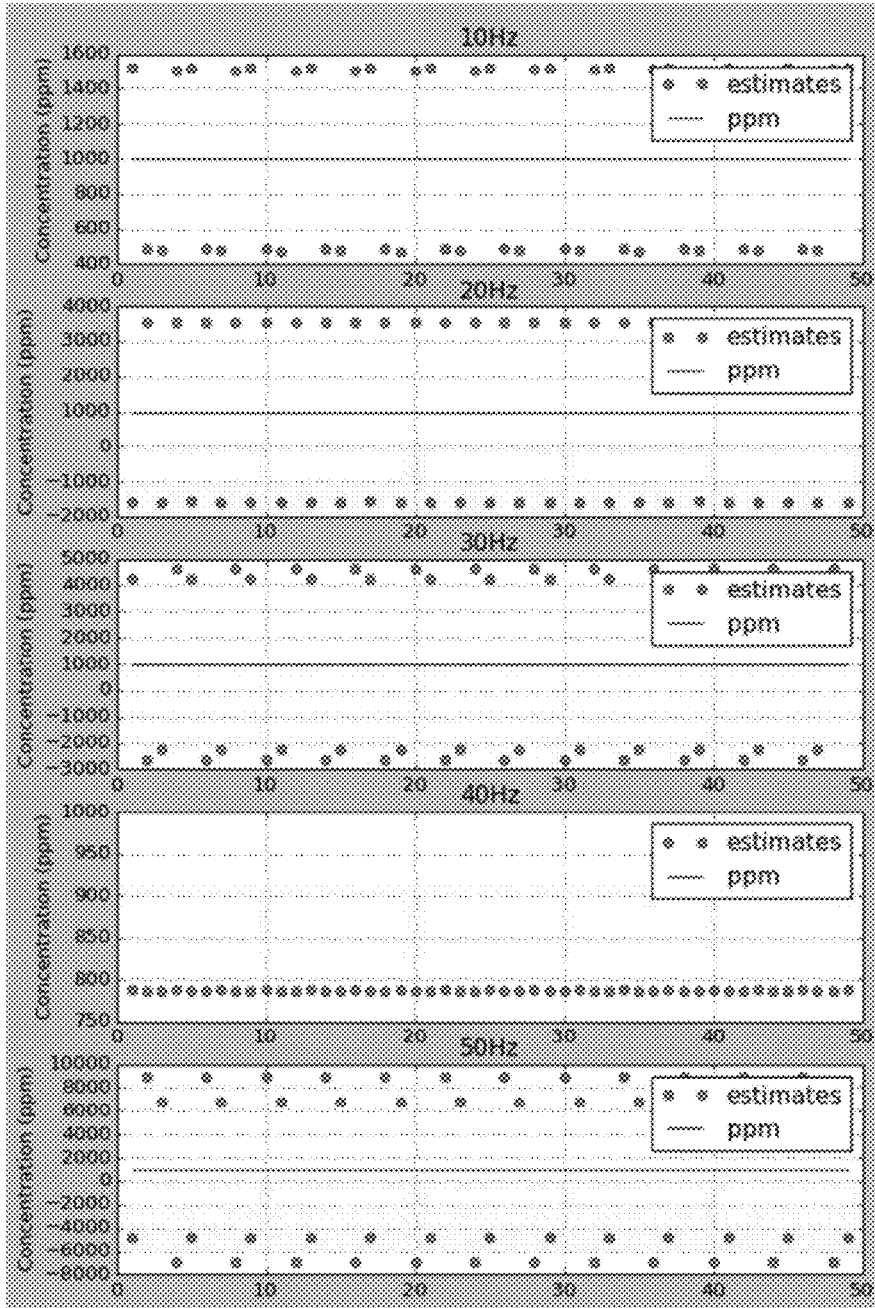 10Hz
Concentration (ppm)
1600
1400
1200
1000
800
600
400
estimates
ppm
0 10 20 30 40 50
20Hz
Concentration (ppm)
4000
3000
2000
1000
0
−1000
−2000
estimates
ppm
0 10 20 30 40 50
30Hz
Concentration (ppm)
5000
4000
3000
2000
1000
0
−1000
−2000
−3000
estimates
ppm
0 10 20 30 40 50
40Hz
Concentration (ppm)
1000
950
900
850
800
750
estimates
ppm
0 10 20 30 40 50
50Hz
Concentration (ppm)
10000
8000
6000
4000
2000
0
−2000
−4000
−6000
−8000
estimates
ppm
0 10 20 30 40 50